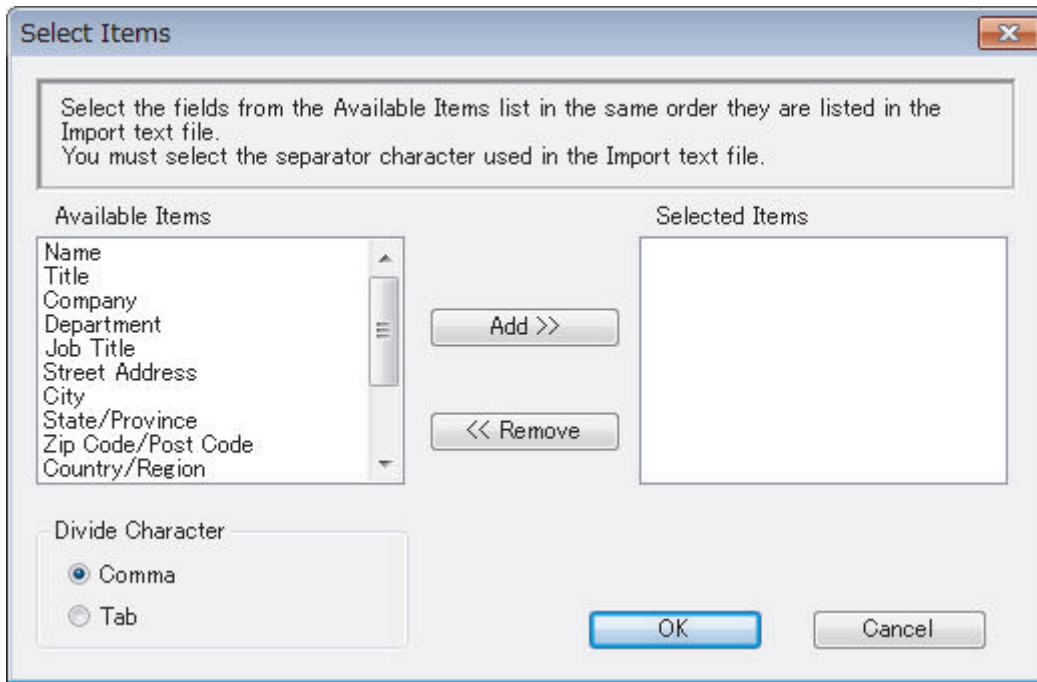 Select Items
Select the fields from the Available Items list in the same order they are listed in the
Import text file.
You must select the separator character used in the Import text file.
Available Items
Selected Items
Name
Title
Company
Department
Job Title
Street Address
City
State/Province
Zip Code/Post Code
Country/Region
Add >>
<< Remove
Divide Character
Comma
Tab
OK
Cancel